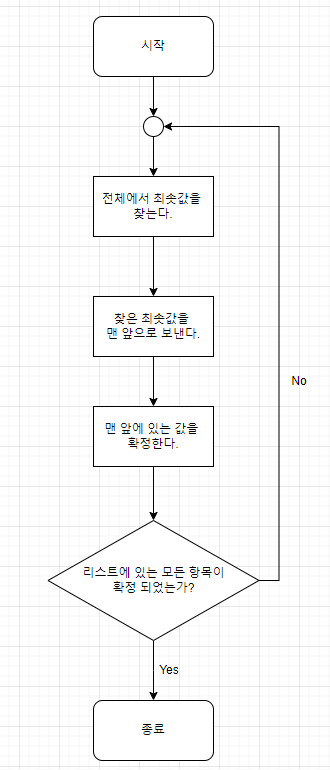 시작
전체에서 최솟값을
찾는다.
찾은 최솟값을
맨 앞으로 보낸다.
맨 앞에 있는 값을
확정한다.
No
리스트에 있는 모든 항목이
확정 되었는가?
Yes
종료